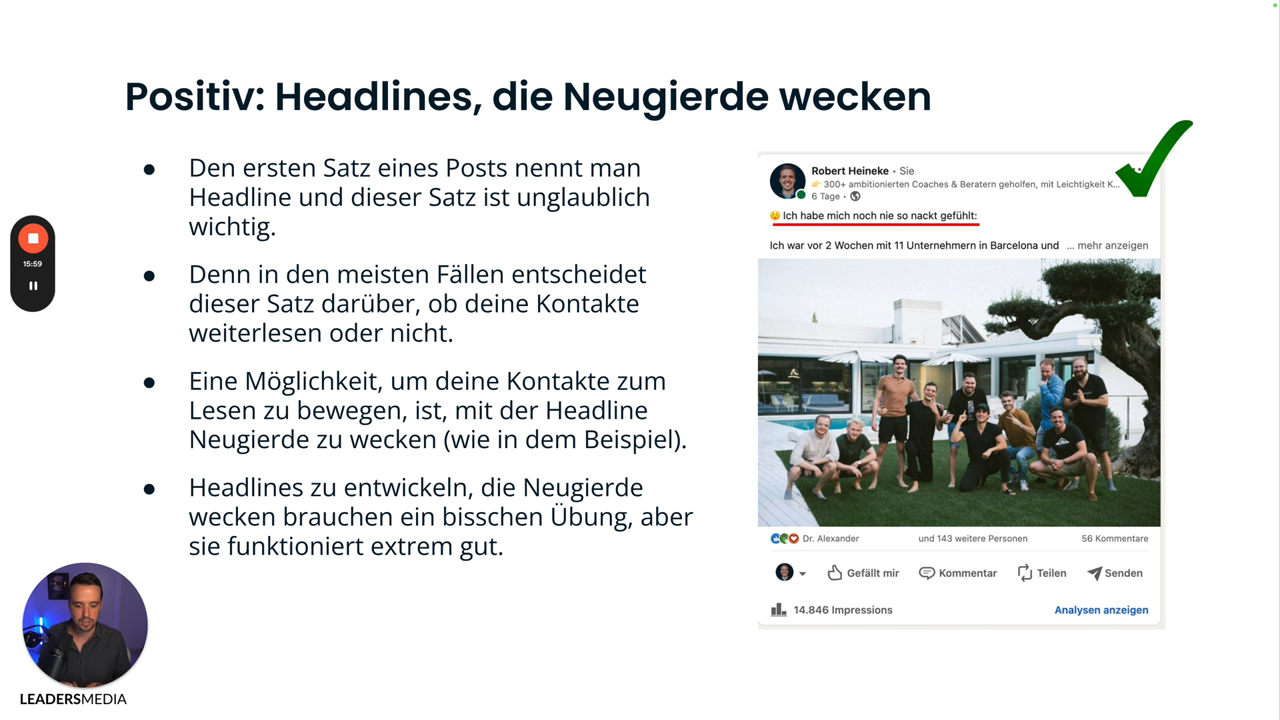 Positiv: Headlines, die Neugierde wecken
● Den ersten Satz eines Posts nennt man
Headline und dieser Satz ist unglaublich
wichtig.
● Denn in den meisten Fällen entscheidet
dieser Satz darüber, ob deine Kontakte
weiterlesen oder nicht.
● Eine Möglichkeit, um deine Kontakte zum
Lesen zu bewegen, ist, mit der Headline
Neugierde zu wecken (wie in dem Beispiel).
● Headlines zu entwickeln, die Neugierde
wecken brauchen ein bisschen Übung, aber
sie funktioniert extrem gut.
15:59
LEADERSMEDIA
Robert Heineke • Sie
👉 300+ ambitionierten Coaches & Beratern geholfen, mit Leichtigkeit K...
6 Tage •
🫢 Ich habe mich noch nie so nackt gefühlt:
Ich war vor 2 Wochen mit 11 Unternehmern in Barcelona und ... mehr anzeigen
Dr. Alexander und 143 weitere Personen 56 Kommentare
Gefällt mir Kommentar Teilen Senden
14.846 Impressions Analysen anzeigen